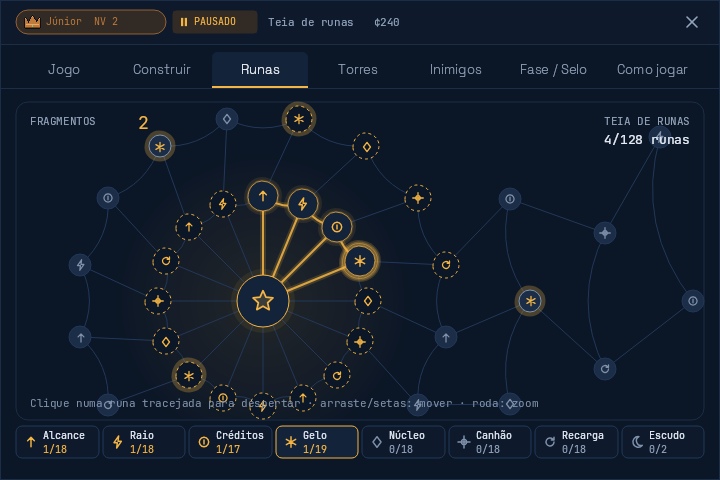 Júnior NV 2
PAUSADO
Teia de runas ¢240
Jogo
Construir
Runas
Torres
Inimigos
Fase / Selo
Como jogar
FRAGMENTOS 2
TEIA DE RUNAS
4/128 runas
Clique numa runa tracejada para despertar · arraste/setas: mover · roda: zoom
Alcance 1/18
Raio 1/18
Créditos 1/17
Gelo 1/19
Núcleo 0/18
Canhão 0/18
Recarga 0/18
Escudo 0/2